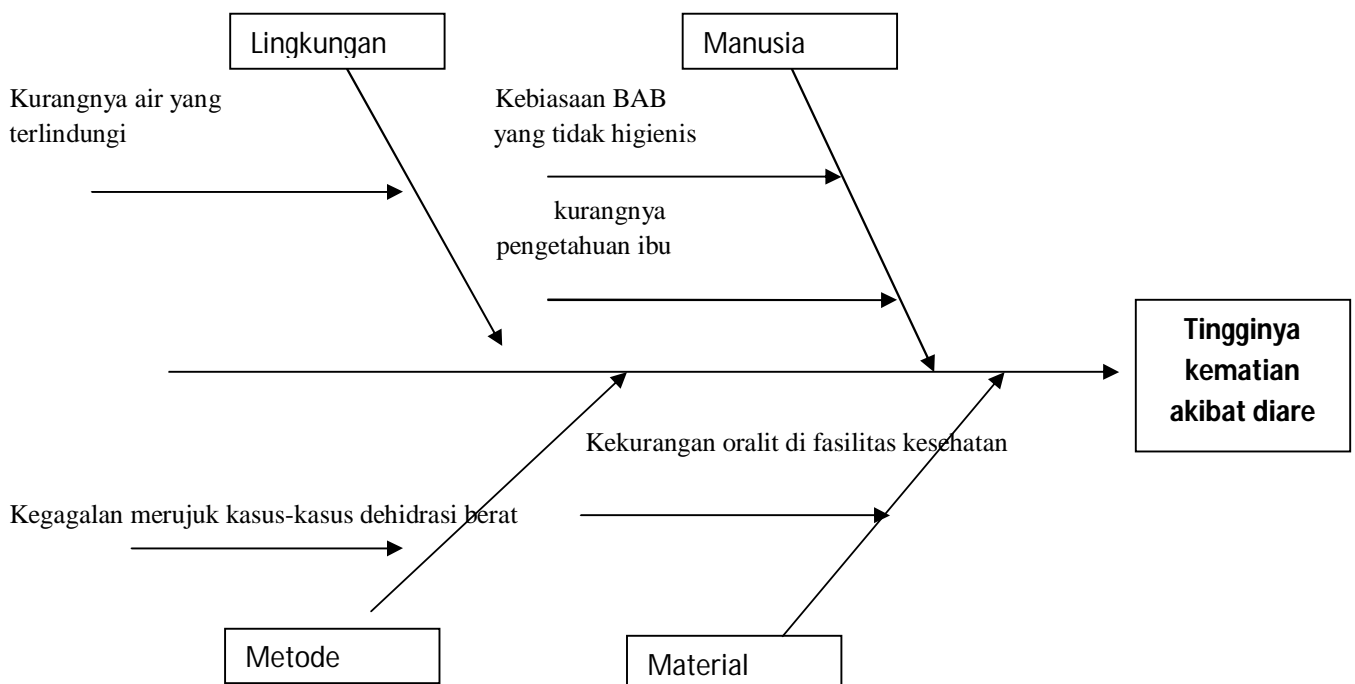 Lingkungan
Manusia
Kurangnya air yang
terlindungi
Kebiasaan BAB
yang tidak higienis
kurangnya
pengetahuan ibu
Tingginya
kematian
akibat diare
Kekurangan oralit di fasilitas kesehatan
Kegagalan merujuk kasus-kasus dehidrasi berat
Metode
Material